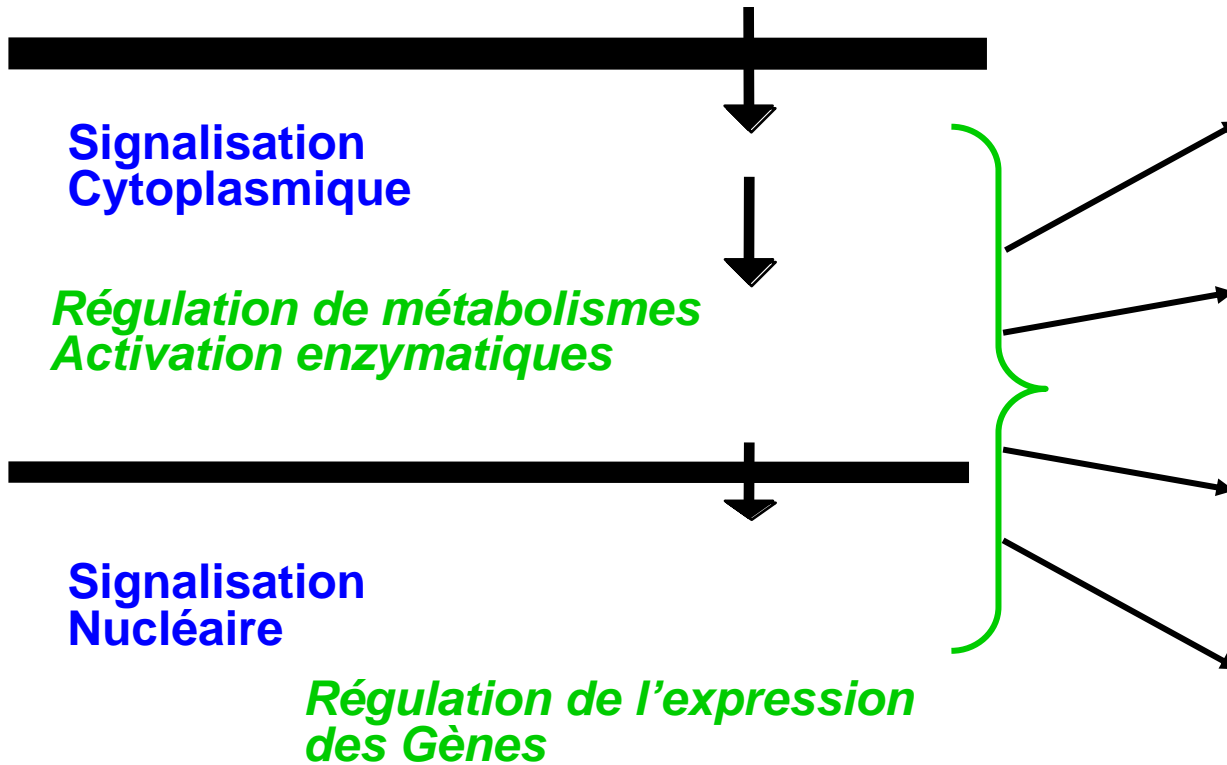 Signalisation
Cytoplasmique
Régulation de métabolismes
Activation enzymatiques
Signalisation
Nucléaire
Régulation de l’expression
des Gènes